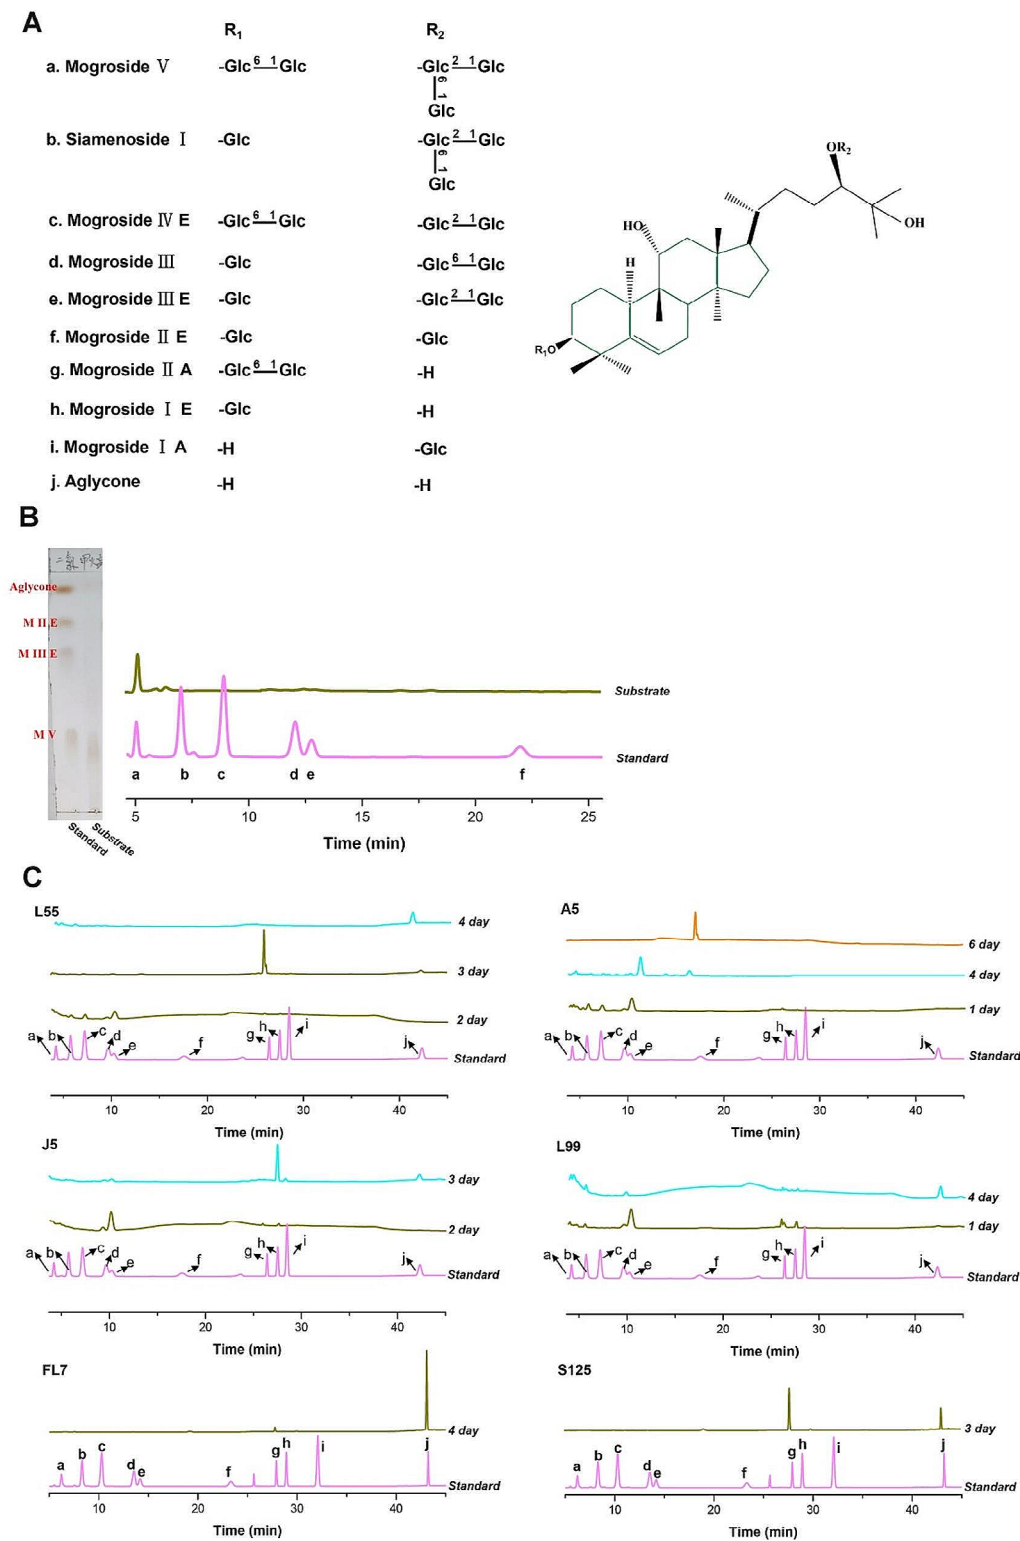 A
R1 R2
a. Mogroside Ⅴ -Glc 6 1 Glc -Glc 2 1 Glc
6
1
Glc
b. Siamenoside Ⅰ -Glc -Glc 2 1 Glc
6
1
Glc
c. Mogroside Ⅳ E -Glc 6 1 Glc -Glc 2 1 Glc
d. Mogroside Ⅲ -Glc -Glc 6 1 Glc
e. Mogroside Ⅲ E -Glc -Glc 2 1 Glc
f. Mogroside Ⅱ E -Glc -Glc
g. Mogroside Ⅱ A -Glc 6 1 Glc -H
h. Mogroside Ⅰ E -Glc -H
i. Mogroside Ⅰ A -H -Glc
j. Aglycone -H -H
OR2
OH
HO
H
R1O
B
Aglycone
M II E
M III E
M V
Standard
Substrate
Substrate
Standard
a b c d e f
5 10 15 20 25
Time (min)
C
L55
4 day
3 day
2 day
a b c d e f g h i j
Standard
10 20 30 40
Time (min)
A5
6 day
4 day
1 day
a b c d e f g h i j
Standard
10 20 30 40
Time (min)
J5
3 day
2 day
a b c d e f g h i j
Standard
10 20 30 40
Time (min)
L99
4 day
1 day
a b c d e f g h i j
Standard
10 20 30 40
Time (min)
FL7
4 day
a b c d e f g h i j
Standard
10 20 30 40
Time (min)
S125
3 day
a b c d e f g h i j
Standard
10 20 30 40
Time (min)